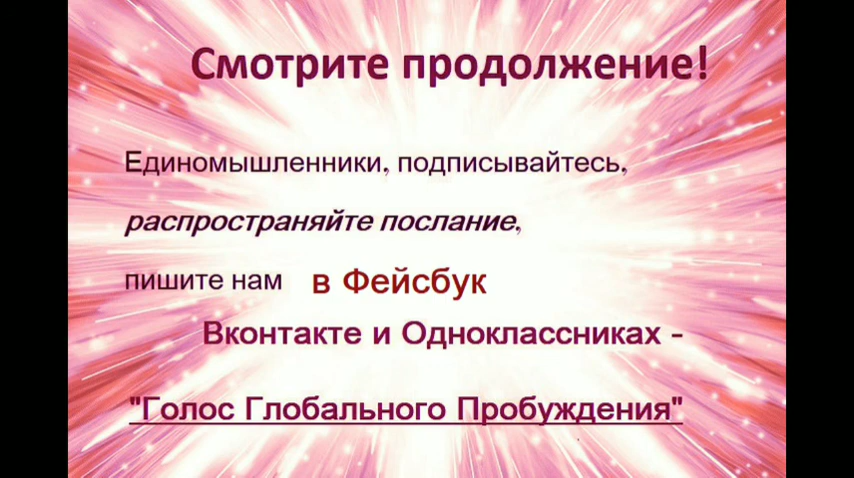 Смотрите продолжение!
Единомышленники, подписывайтесь,
распространяйте послание,
пишите нам в Фейсбук
Вконтакте и Одноклассниках -
"Голос Глобального Пробуждения"